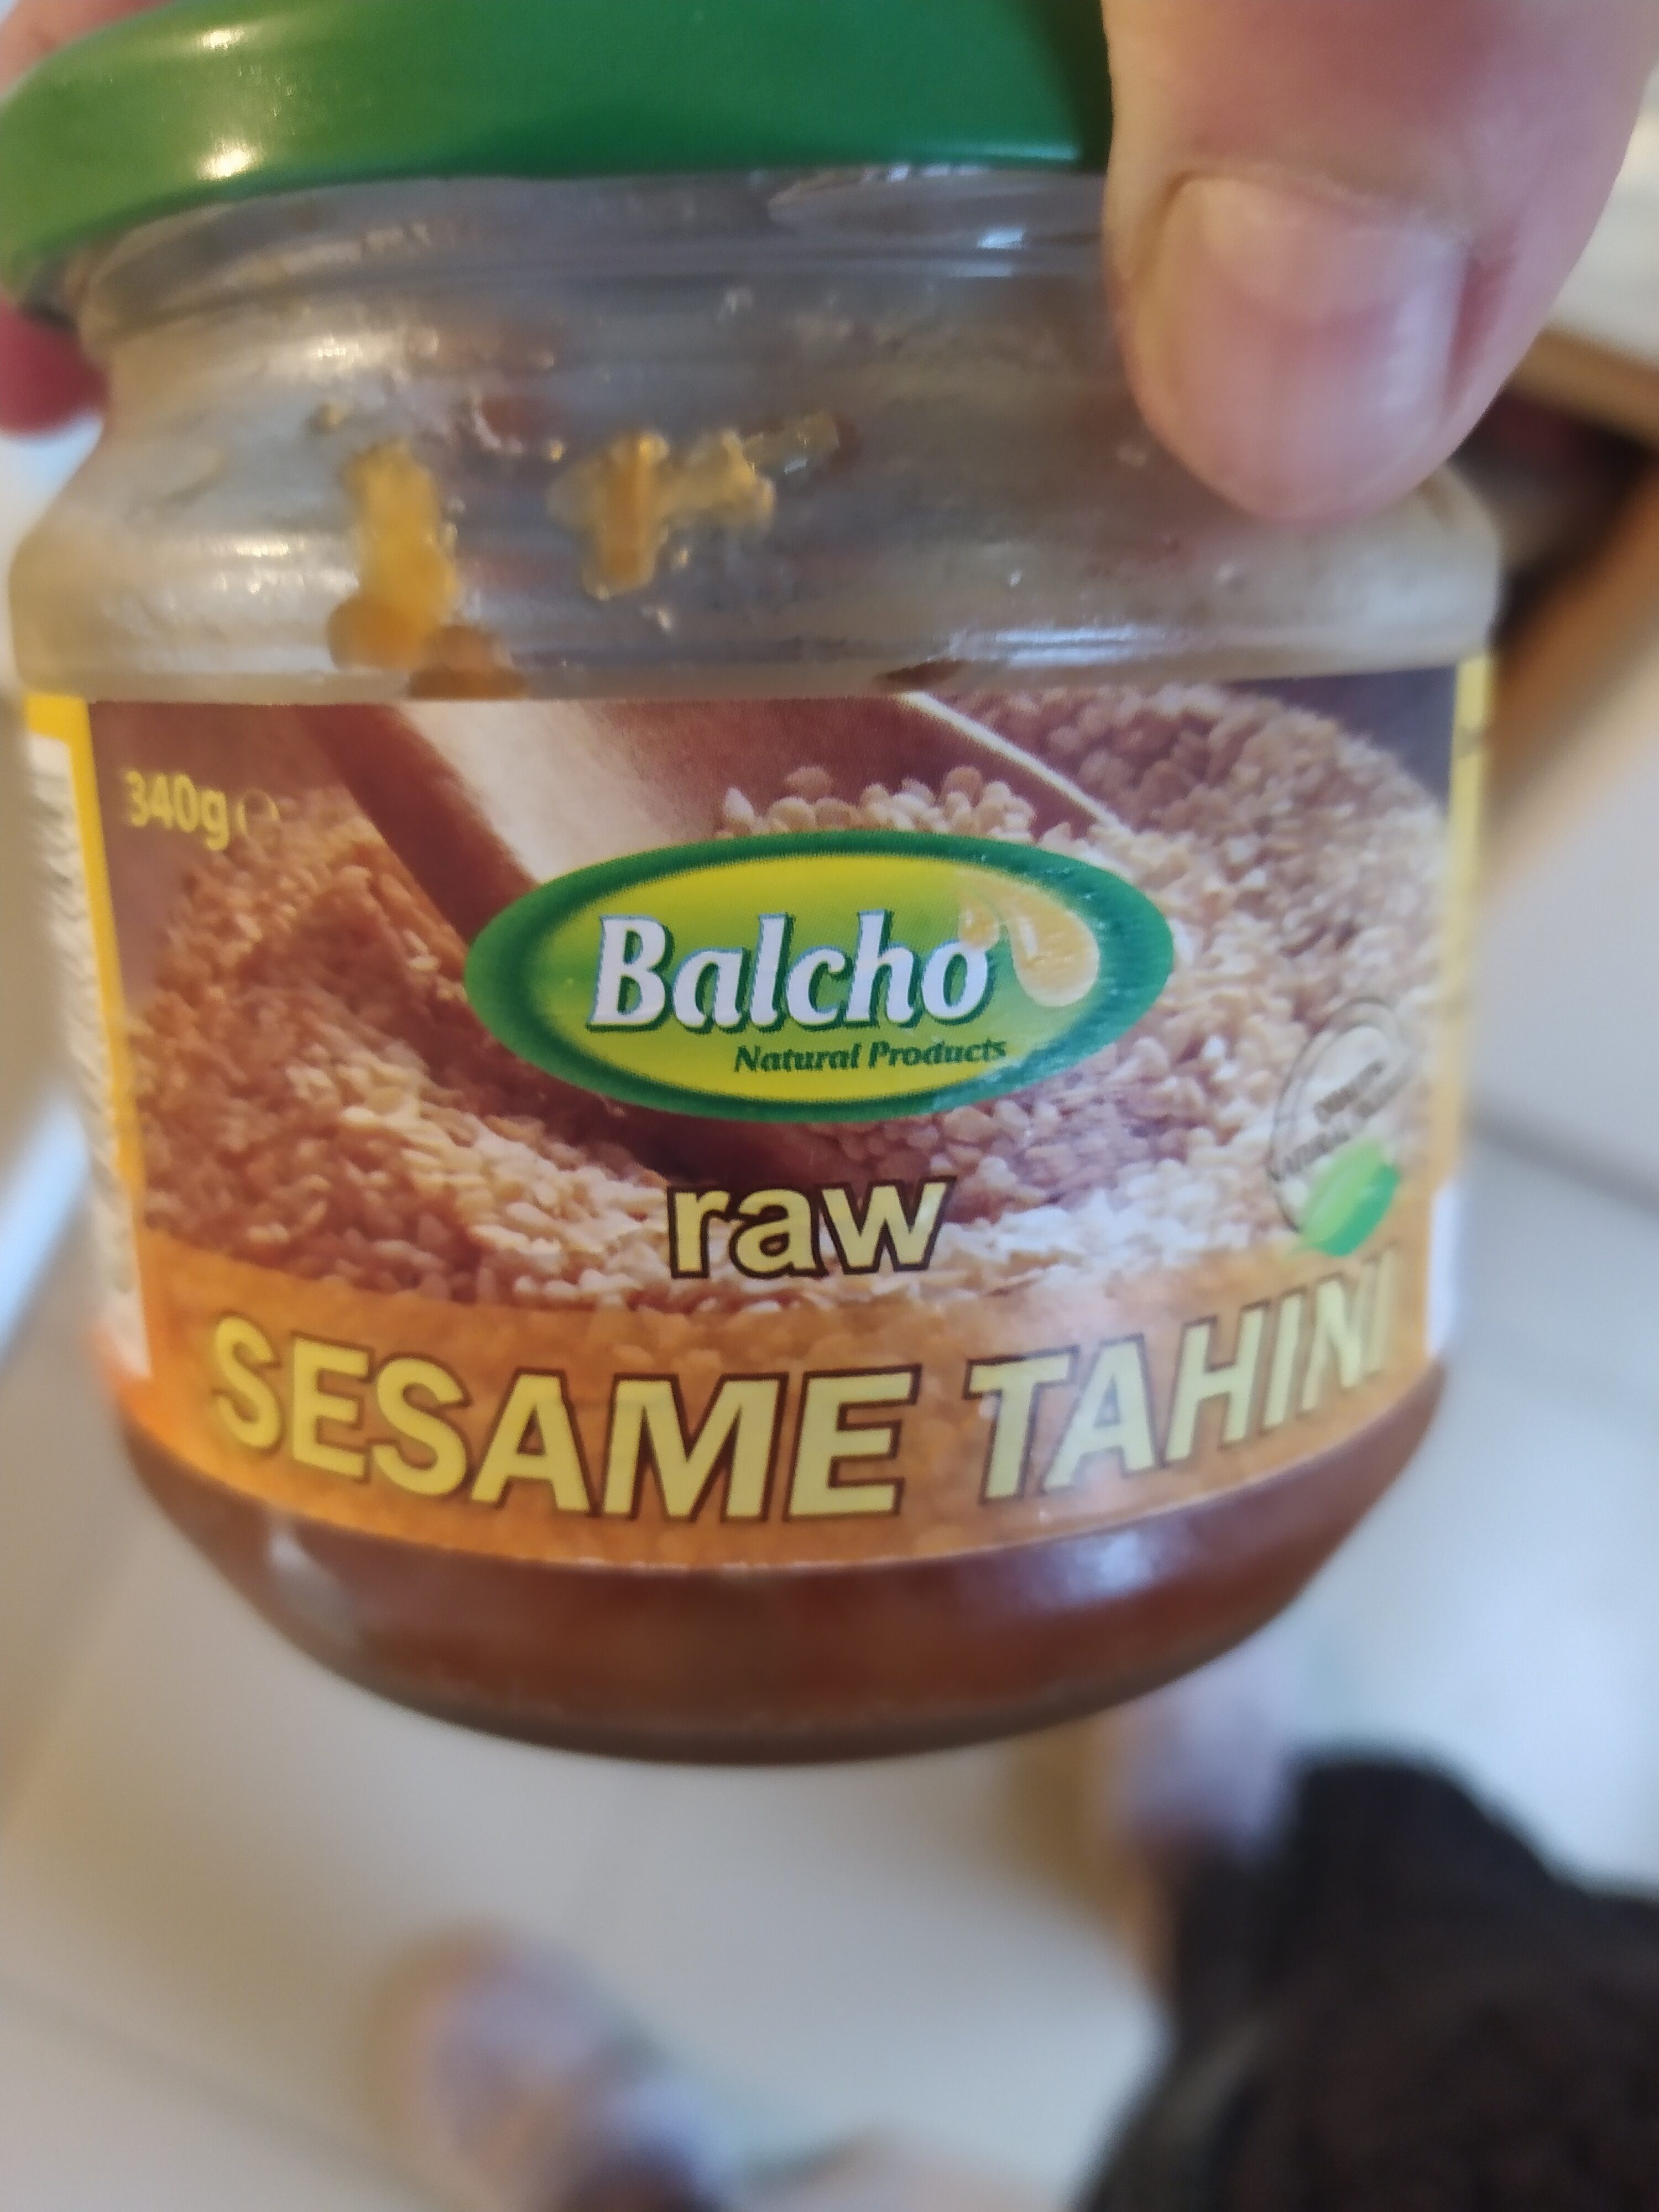 340g ℮
Balcho
Natural Products
raw
SESAME TAHINI